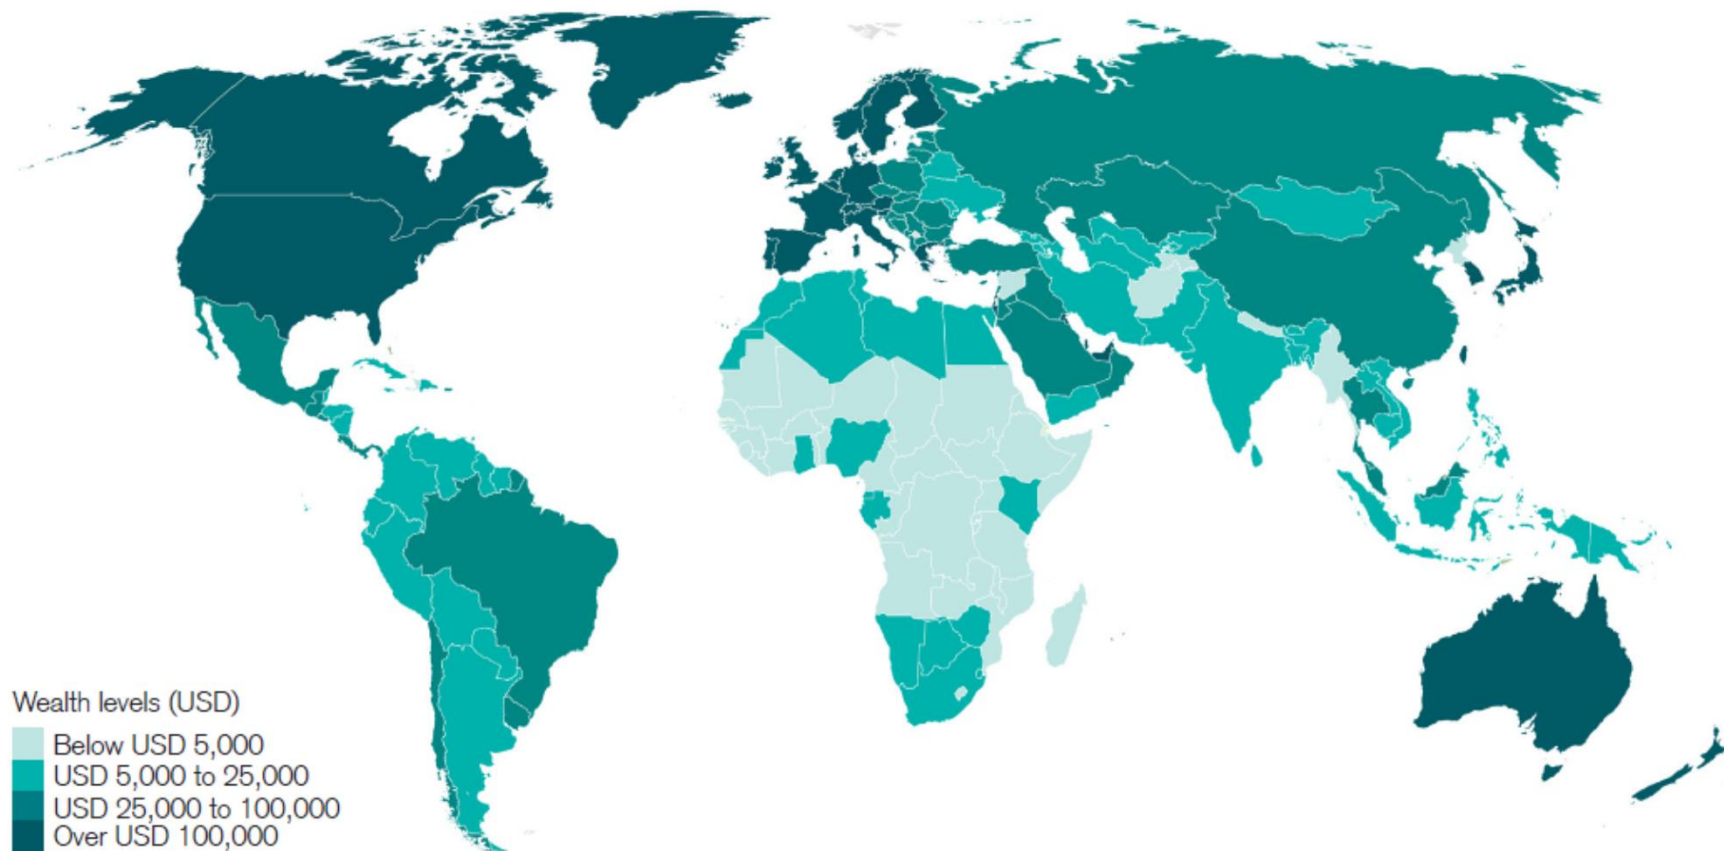 Wealth levels (USD)
Below USD 5,000
USD 5,000 to 25,000
USD 25,000 to 100,000
Over USD 100,000